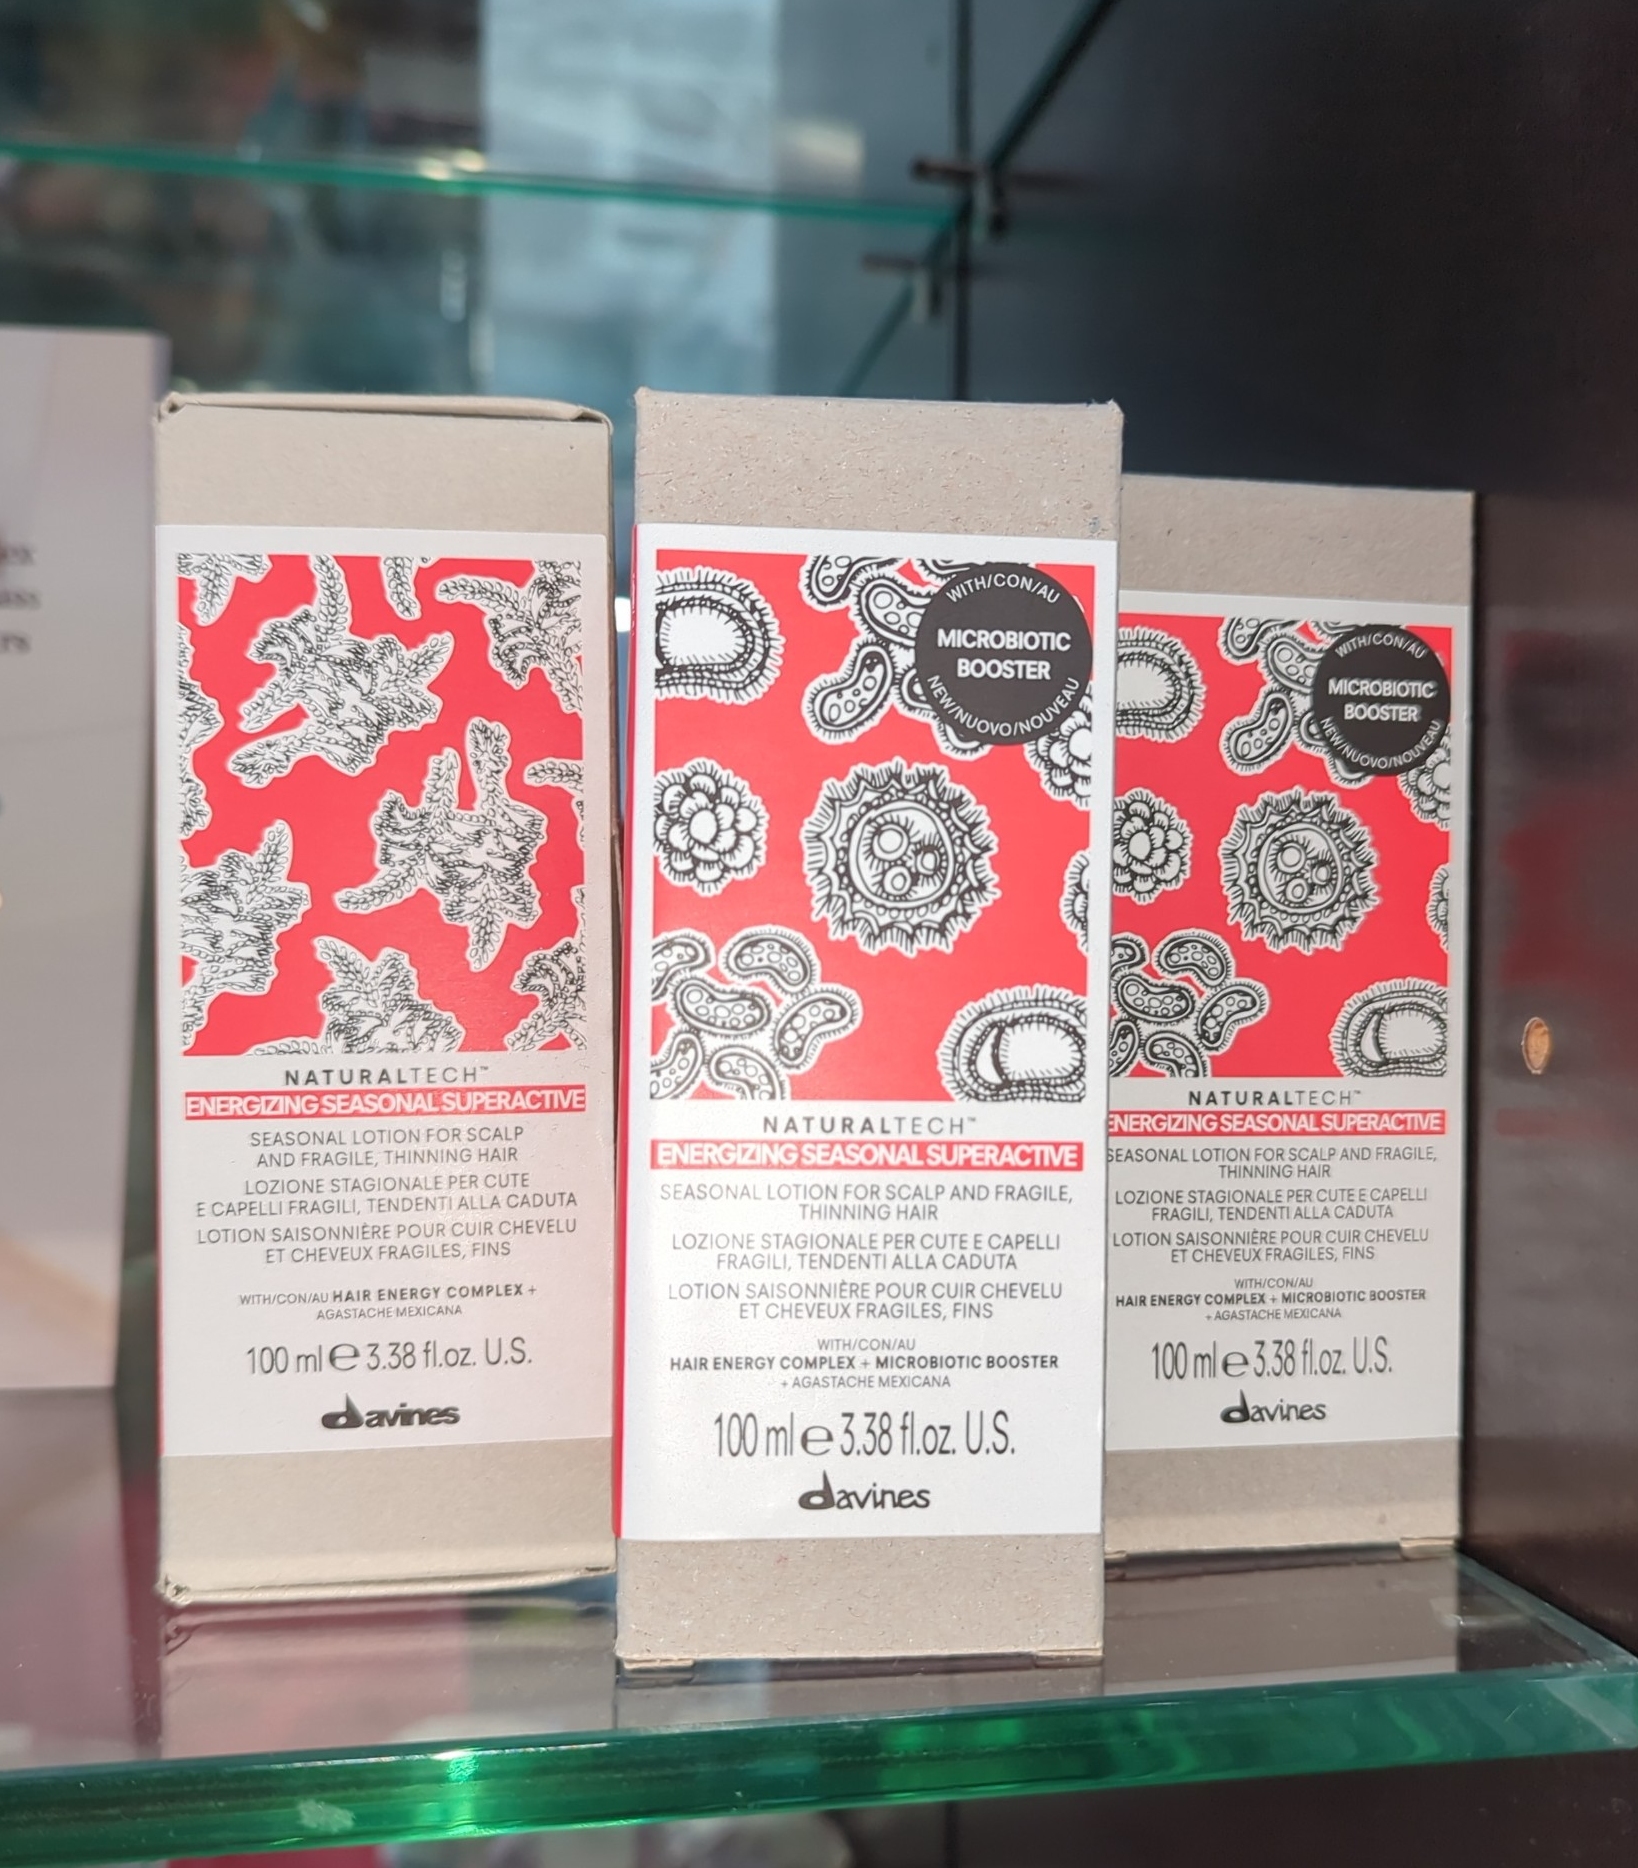 NATURALTECH™
ENERGIZING SEASONAL SUPERACTIVE
SEASONAL LOTION FOR SCALP
AND FRAGILE, THINNING HAIR
LOZIONE STAGIONALE PER CUTE
E CAPELLI FRAGILI, TENDENTI ALLA CADUTA
LOTION SAISONNIÈRE POUR CUIR CHEVELU
ET CHEVEUX FRAGILES, FINS
WITH/CON/AU HAIR ENERGY COMPLEX +
AGASTACHE MEXICANA
100 ml e 3.38 fl.oz. U.S.
davines
WITH/CON/AU
MICROBIOTIC
BOOSTER
NEW/NUOVO/NOUVEAU
NATURALTECH™
ENERGIZING SEASONAL SUPERACTIVE
SEASONAL LOTION FOR SCALP AND FRAGILE,
THINNING HAIR
LOZIONE STAGIONALE PER CUTE E CAPELLI
FRAGILI, TENDENTI ALLA CADUTA
LOTION SAISONNIÈRE POUR CUIR CHEVELU
ET CHEVEUX FRAGILES, FINS
WITH/CON/AU
HAIR ENERGY COMPLEX + MICROBIOTIC BOOSTER
+ AGASTACHE MEXICANA
100 ml e 3.38 fl.oz. U.S.
davines
WITH/CON/AU
MICROBIOTIC
BOOSTER
NEW/NUOVO/NOUVEAU
NATURALTECH™
ENERGIZING SEASONAL SUPERACTIVE
SEASONAL LOTION FOR SCALP AND FRAGILE,
THINNING HAIR
LOZIONE STAGIONALE PER CUTE E CAPELLI
FRAGILI, TENDENTI ALLA CADUTA
LOTION SAISONNIÈRE POUR CUIR CHEVELU
ET CHEVEUX FRAGILES, FINS
WITH/CON/AU
HAIR ENERGY COMPLEX + MICROBIOTIC BOOSTER
+ AGASTACHE MEXICANA
100 ml e 3.38 fl.oz. U.S.
davines